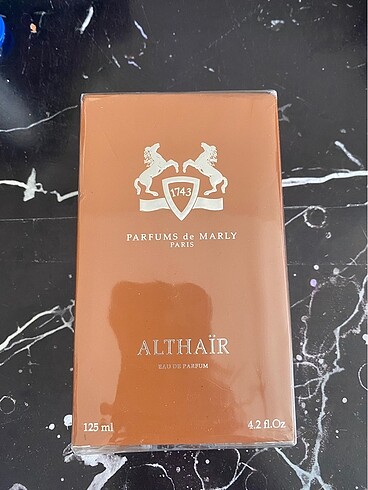 1743
PARFUMS de MARLY
PARIS
ALTHAÏR
EAU DE PARFUM
125 ml 4.2 fl.Oz